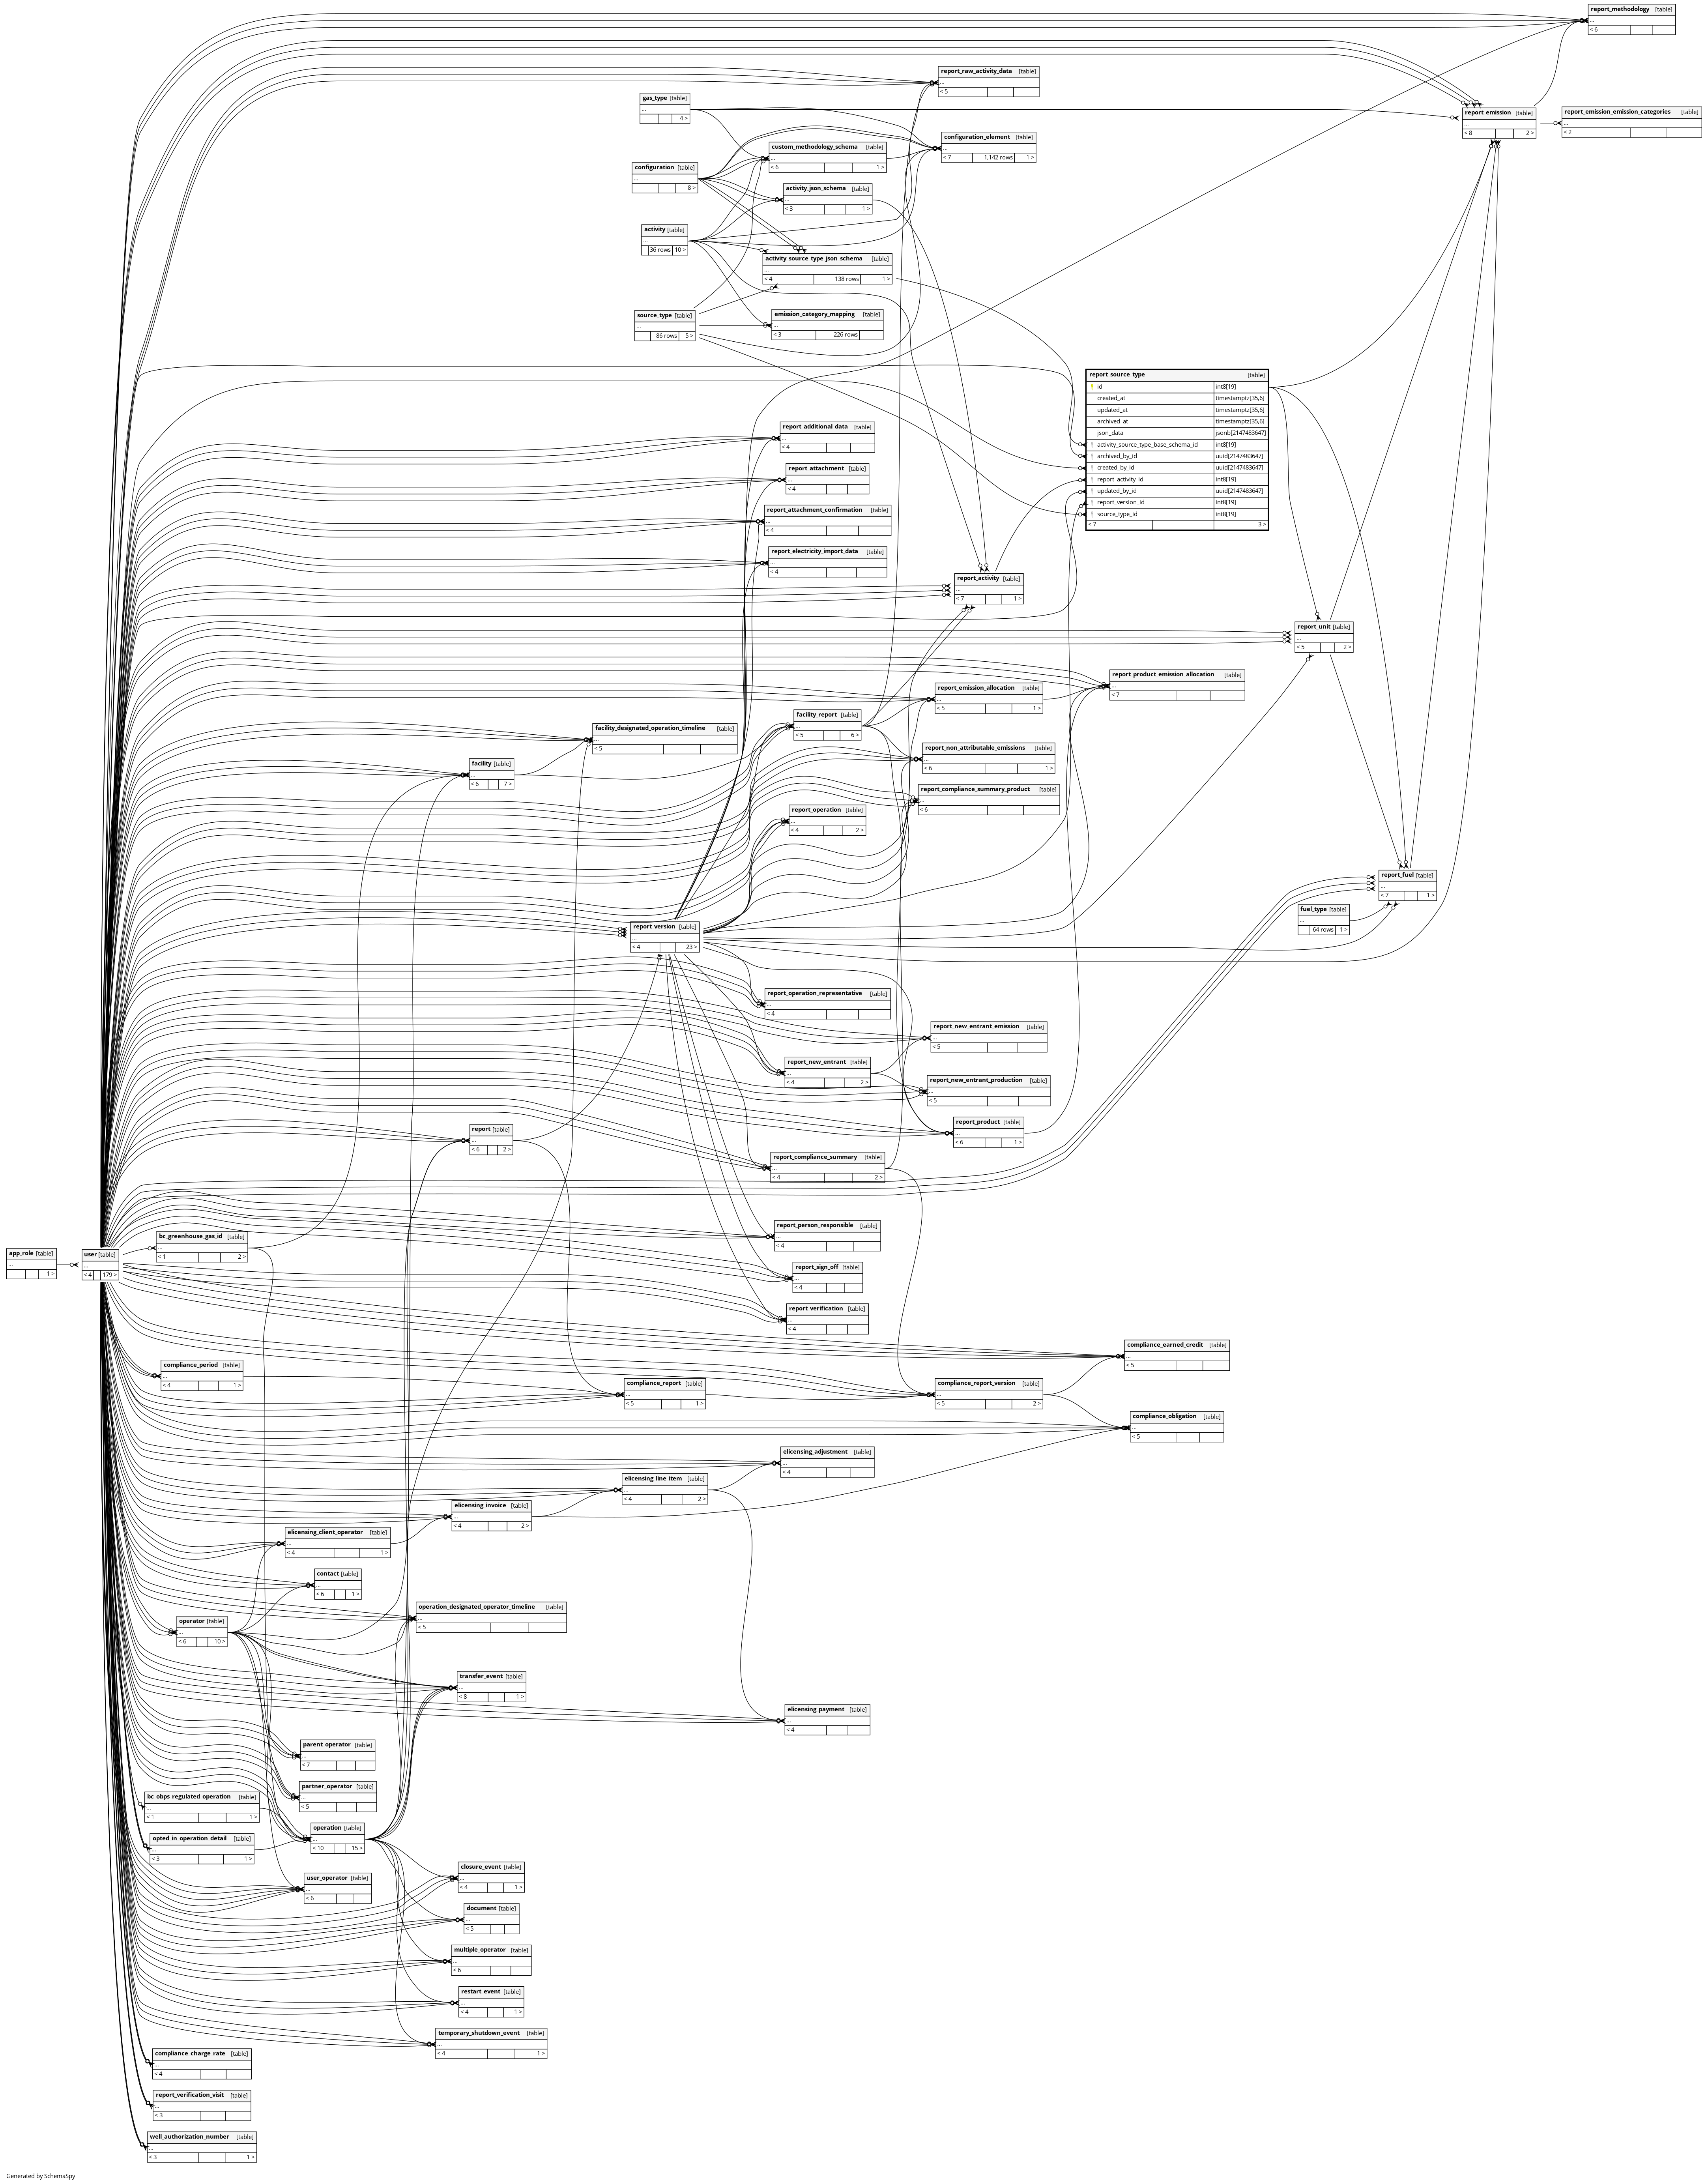 report_methodology [table]
...
< 6
report_raw_activity_data [table]
...
< 5
gas_type [table]
...
4 >
report_emission [table]
...
< 8 2 >
report_emission_emission_categories [table]
...
< 2
configuration_element [table]
...
< 7 1,142 rows 1 >
custom_methodology_schema [table]
...
< 6 1 >
configuration [table]
...
8 >
activity_json_schema [table]
...
< 3 1 >
activity [table]
...
36 rows 10 >
activity_source_type_json_schema [table]
...
< 4 138 rows 1 >
source_type [table]
...
86 rows 5 >
emission_category_mapping [table]
...
< 3 226 rows
report_source_type [table]
id int8[19]
created_at timestamptz[35,6]
updated_at timestamptz[35,6]
archived_at timestamptz[35,6]
json_data jsonb[2147483647]
activity_source_type_base_schema_id int8[19]
archived_by_id uuid[2147483647]
created_by_id uuid[2147483647]
report_activity_id int8[19]
updated_by_id uuid[2147483647]
report_version_id int8[19]
source_type_id int8[19]
< 7 3 >
report_additional_data [table]
...
< 4
report_attachment [table]
...
< 4
report_attachment_confirmation [table]
...
< 4
report_electricity_import_data [table]
...
< 4
report_activity [table]
...
< 7 1 >
report_unit [table]
...
< 5 2 >
report_product_emission_allocation [table]
...
< 7
report_emission_allocation [table]
...
< 5 1 >
facility_report [table]
...
< 5 6 >
facility_designated_operation_timeline [table]
...
< 5
report_non_attributable_emissions [table]
...
< 6 1 >
facility [table]
...
< 6 7 >
report_compliance_summary_product [table]
...
< 6
report_operation [table]
...
< 4 2 >
report_fuel [table]
...
< 7 1 >
fuel_type [table]
...
64 rows 1 >
report_version [table]
...
< 4 23 >
report_operation_representative [table]
...
< 4
report_new_entrant_emission [table]
...
< 5
report_new_entrant [table]
...
< 4 2 >
report_new_entrant_production [table]
...
< 5
report_product [table]
...
< 6 1 >
report [table]
...
< 6 2 >
report_compliance_summary [table]
...
< 4 2 >
report_person_responsible [table]
...
< 4
bc_greenhouse_gas_id [table]
...
< 1 2 >
app_role [table]
...
1 >
user [table]
...
< 4 179 >
report_sign_off [table]
...
< 4
report_verification [table]
...
< 4
compliance_earned_credit [table]
...
< 5
compliance_period [table]
...
< 4 1 >
compliance_report [table]
...
< 5 1 >
compliance_report_version [table]
...
< 5 2 >
compliance_obligation [table]
...
< 5
elicensing_adjustment [table]
...
< 4
elicensing_line_item [table]
...
< 4 2 >
elicensing_invoice [table]
...
< 4 2 >
elicensing_client_operator [table]
...
< 4 1 >
contact [table]
...
< 6 1 >
operation_designated_operator_timeline [table]
...
< 5
operator [table]
...
< 6 10 >
transfer_event [table]
...
< 8 1 >
elicensing_payment [table]
...
< 4
parent_operator [table]
...
< 7
partner_operator [table]
...
< 5
bc_obps_regulated_operation [table]
...
< 1 1 >
operation [table]
...
< 10 15 >
opted_in_operation_detail [table]
...
< 3 1 >
closure_event [table]
...
< 4 1 >
user_operator [table]
...
< 6
document [table]
...
< 5
multiple_operator [table]
...
< 6
restart_event [table]
...
< 4 1 >
temporary_shutdown_event [table]
...
< 4 1 >
compliance_charge_rate [table]
...
< 4
report_verification_visit [table]
...
< 3
well_authorization_number [table]
...
< 3 1 >
Generated by SchemaSpy